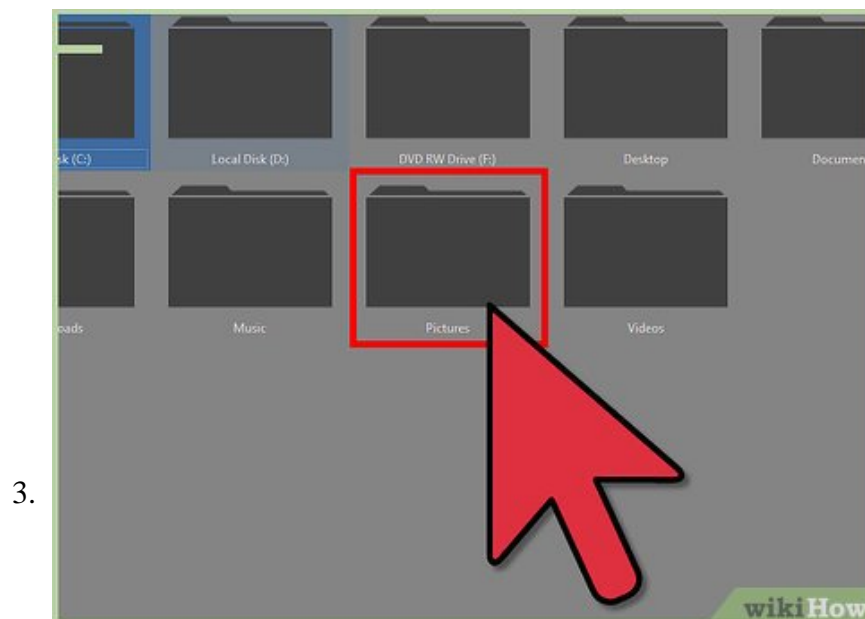 sk (C:) Local Disk (D:) DVD RW Drive (F:) Desktop Documen
oads Music Pictures Videos
3.
wikiHow